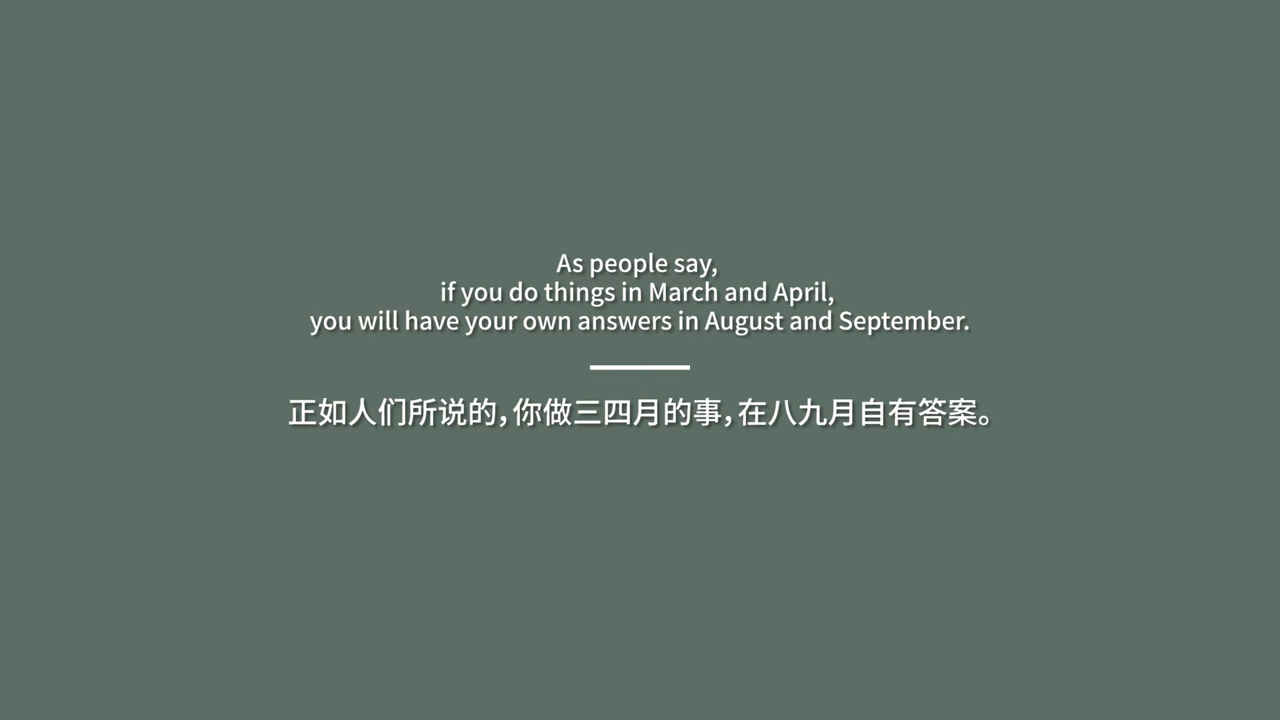 As people say,
if you do things in March and April,
you will have your own answers in August and September.
正如人们所说的，你做三四月的事，在八九月自有答案。